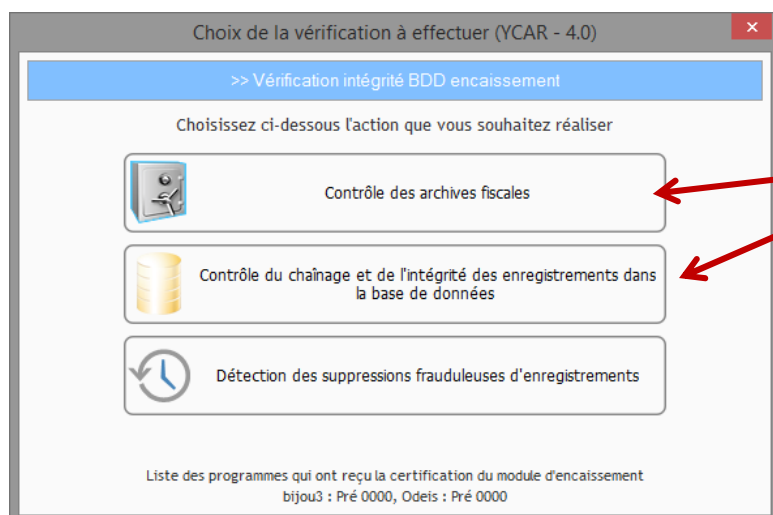 Choix de la vérification à effectuer (YCAR - 4.0)
>> Vérification intégrité BDD encaissement
Choisissez ci-dessous l'action que vous souhaitez réaliser
Contrôle des archives fiscales
Contrôle du chaînage et de l'intégrité des enregistrements dans
la base de données
Détection des suppressions frauduleuses d'enregistrements
Liste des programmes qui ont reçu la certification du module d'encaissement
bijou3 : Pré 0000, Odeis : Pré 0000